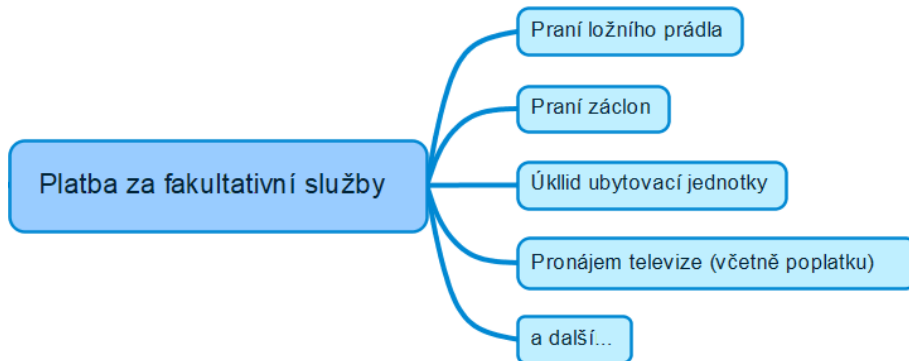 Platba za fakultativní služby
Praní ložního prádla
Praní záclon
Úkllid ubytovací jednotky
Pronájem televize (včetně poplatku)
a další...